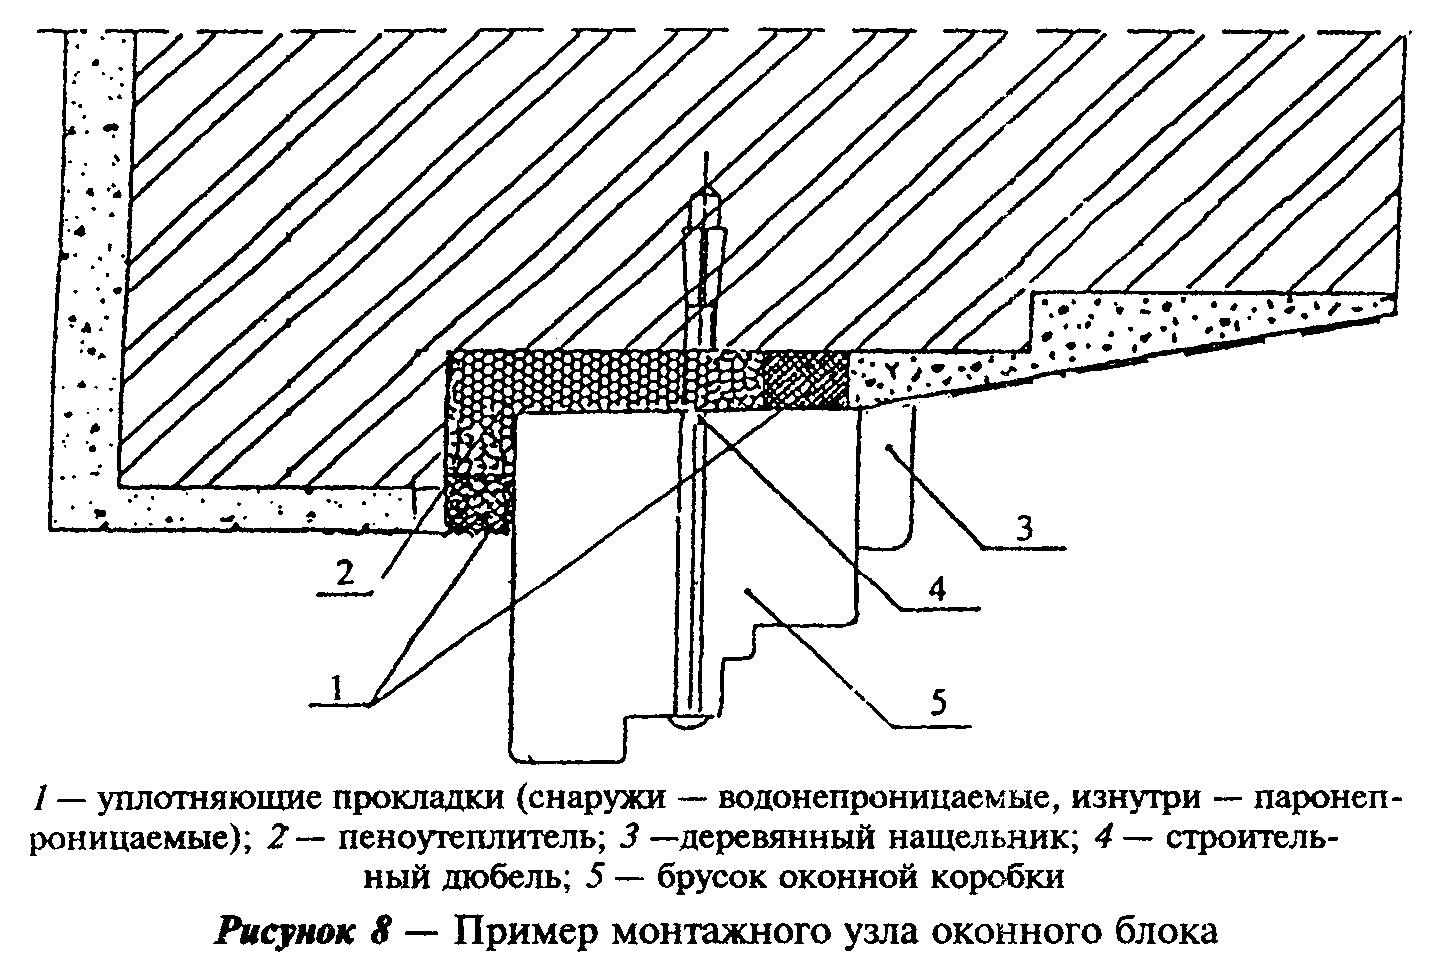 2
1
3
4
5
1 — уплотняющие прокладки (снаружи — водонепроницаемые, изнутри — паронеп-
роницаемые); 2 — пеноутеплитель; 3 —деревянный нащельник; 4 — строитель-
ный дюбель; 5 — брусок оконной коробки
Рисунок 8 — Пример монтажного узла оконного блока